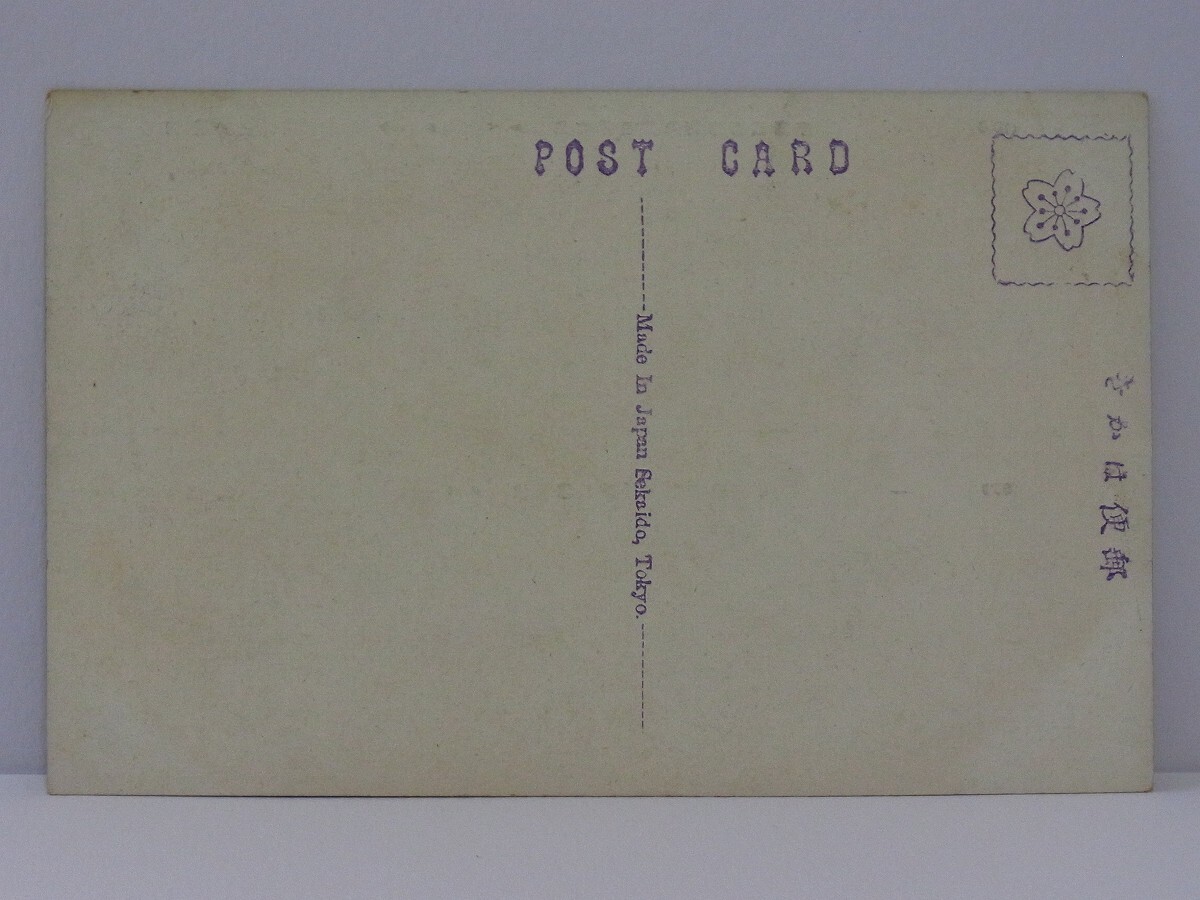 POST CARD
Made In Japan Sekaido, Tokyo.
きかは便郵